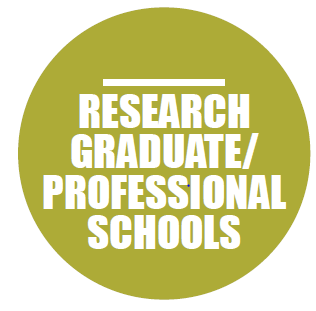 RESEARCH
GRADUATE/
PROFESSIONAL
SCHOOLS